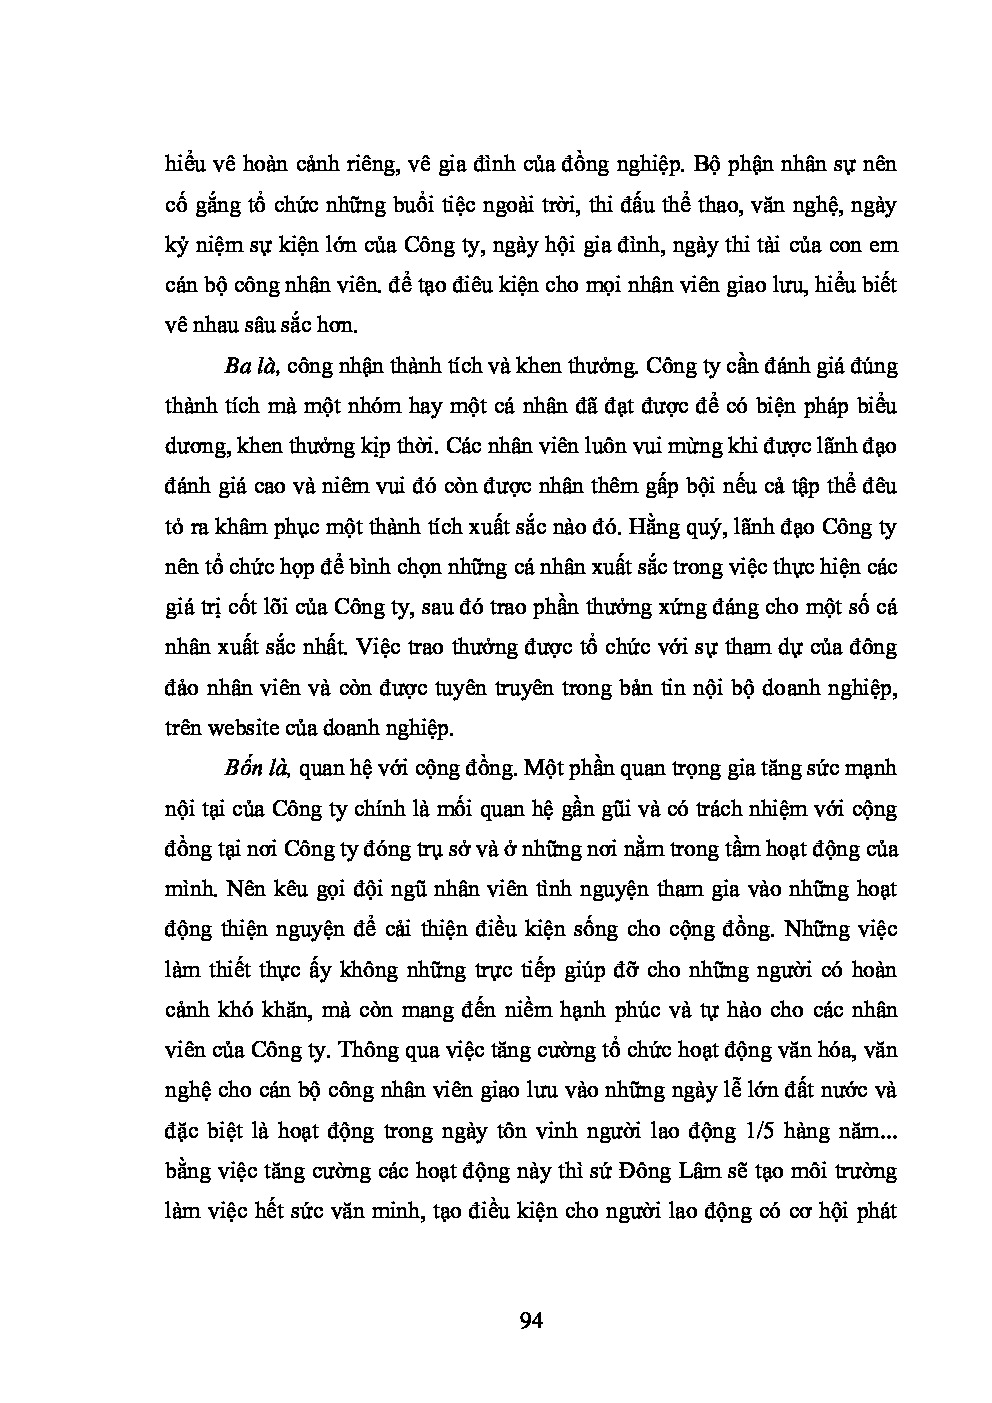 hiểu vê hoàn cảnh riêng, vê gia đình của đồng nghiệp. Bộ phận nhân sự nên
cố gắng tổ chức những buổi tiệc ngoài trời, thi đấu thể thao, văn nghệ, ngày
kỷ niệm sự kiện lớn của Công ty, ngày hội gia đình, ngày thi tài của con em
cán bộ công nhân viên. để tạo điêu kiện cho mọi nhân viên giao lưu, hiểu biết
vê nhau sâu sắc hơn.
Ba là, công nhận thành tích và khen thưởng. Công ty cần đánh giá đúng
thành tích mà một nhóm hay một cá nhân đã đạt được để có biện pháp biểu
dương, khen thưởng kịp thời. Các nhân viên luôn vui mừng khi được lãnh đạo
đánh giá cao và niêm vui đó còn được nhân thêm gấp bội nếu cả tập thể đêu
tỏ ra khâm phục một thành tích xuất sắc nào đó. Hằng quý, lãnh đạo Công ty
nên tổ chức họp để bình chọn những cá nhân xuất sắc trong việc thực hiện các
giá trị cốt lõi của Công ty, sau đó trao phần thưởng xứng đáng cho một số cá
nhân xuất sắc nhất. Việc trao thưởng được tổ chức với sự tham dự của đông
đảo nhân viên và còn được tuyên truyên trong bản tin nội bộ doanh nghiệp,
trên website của doanh nghiệp.
Bốn là, quan hệ với cộng đồng. Một phần quan trọng gia tăng sức mạnh
nội tại của Công ty chính là mối quan hệ gần gũi và có trách nhiệm với cộng
đồng tại nơi Công ty đóng trụ sở và ở những nơi nằm trong tầm hoạt động của
mình. Nên kêu gọi đội ngũ nhân viên tình nguyện tham gia vào những hoạt
động thiện nguyện để cải thiện điều kiện sống cho cộng đồng. Những việc
làm thiết thực ấy không những trực tiếp giúp đỡ cho những người có hoàn
cảnh khó khăn, mà còn mang đến niềm hạnh phúc và tự hào cho các nhân
viên của Công ty. Thông qua việc tăng cường tổ chức hoạt động văn hóa, văn
nghệ cho cán bộ công nhân viên giao lưu vào những ngày lễ lớn đất nước và
đặc biệt là hoạt động trong ngày tôn vinh người lao động 1/5 hàng năm...
bằng việc tăng cường các hoạt động này thì sứ Đông Lâm sẽ tạo môi trường
làm việc hết sức văn minh, tạo điều kiện cho người lao động có cơ hội phát
94